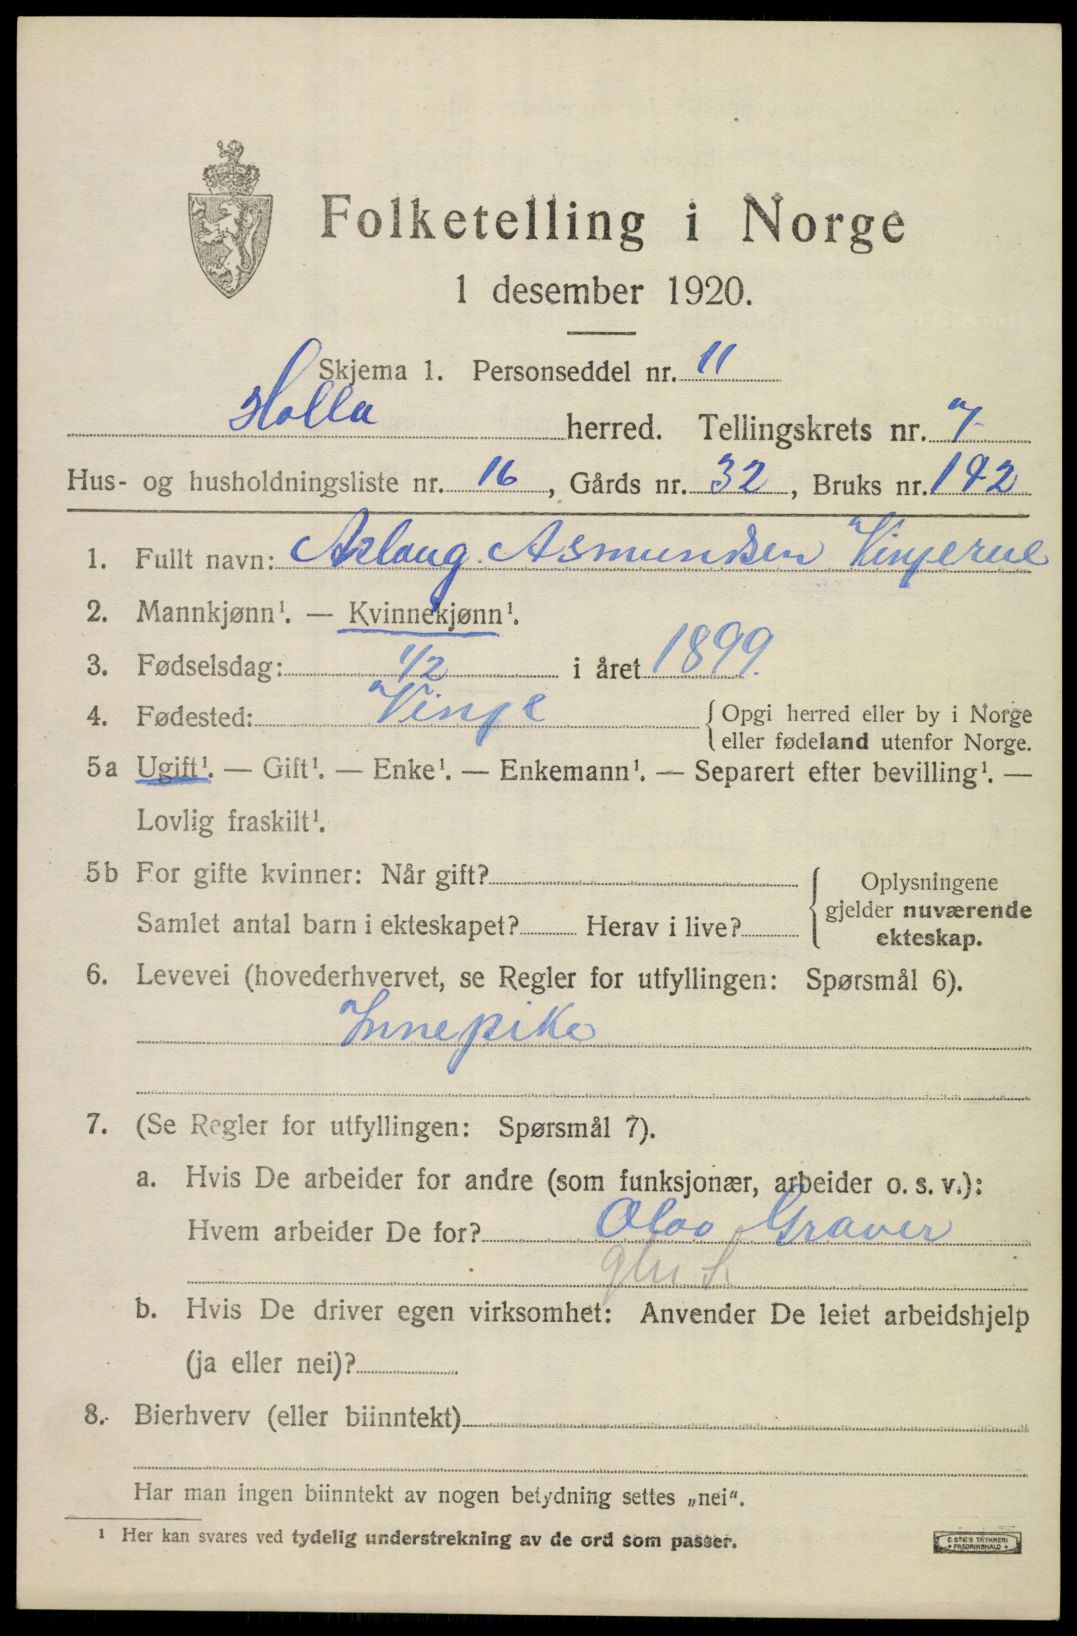 Folketelling i Norge
1 desember 1920.
Skjema 1. Personseddel nr. 11
Holla herred. Tellingskrets nr. 7
Hus- og husholdningsliste nr. 16, Gårds nr. 32, Bruks nr. 192
1. Fullt navn: Aslaug Asmundsen Vinjerue
2. Mannkjønn¹. — Kvinnekjønn¹.
3. Fødselsdag: 1/2 i året 1899.
4. Fødested: Vinje {Opgi herred eller by i Norge
eller fødeland utenfor Norge.
5a Ugift¹. — Gift¹. — Enke¹. — Enkemann¹. — Separert efter bevilling¹. —
Lovlig fraskilt¹.
5b For gifte kvinner: Når gift?
Samlet antal barn i ekteskapet? Herav i live?
{Oplysningene
gjelder nuværende
ekteskap.
6. Levevei (hovederhvervet, se Regler for utfyllingen: Spørsmål 6).
Innepike
7. (Se Regler for utfyllingen: Spørsmål 7).
a. Hvis De arbeider for andre (som funksjonær, arbeider o. s. v.):
Hvem arbeider De for? Olav Graver
b. Hvis De driver egen virksomhet: Anvender De leiet arbeidshjelp
(ja eller nei)?
8. Bierhverv (eller biinntekt)
Har man ingen biinntekt av nogen betydning settes „nei“.
¹ Her kan svares ved tydelig understrekning av de ord som passer.